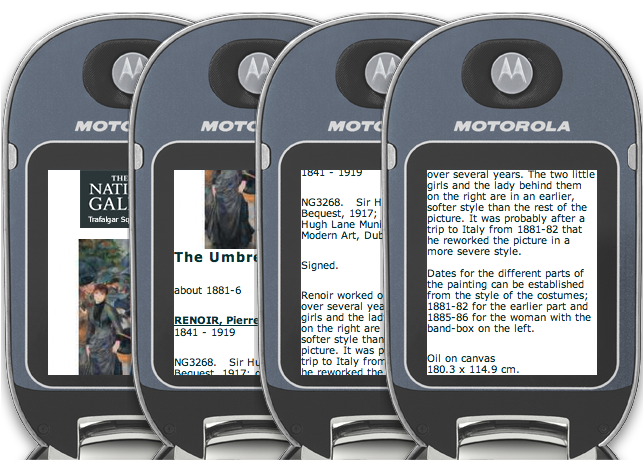 MOTO
THE
NATI
GAL
Trafalgar Sq
MOTO
The Umbre
about 1881-6
RENOIR, Pierre
1841 - 1919
NG3268. Sir Hu
Bequest, 1917;
MOTO
1841 - 1919
NG3268. Sir H
Bequest, 1917;
Hugh Lane Muni
Modern Art, Dub
Signed.
Renoir worked o
over several yea
girls and the lad
on the right are
softer style than
picture. It was p
trip to Italy from
he reworked the
MOTOROLA
over several years. The two little
girls and the lady behind them
on the right are in an earlier,
softer style than the rest of the
picture. It was probably after a
trip to Italy from 1881-82 that
he reworked the picture in a
more severe style.
Dates for the different parts of
the painting can be established
from the style of the costumes;
1881-82 for the earlier part and
1885-86 for the woman with the
band-box on the left.
Oil on canvas
180.3 x 114.9 cm.